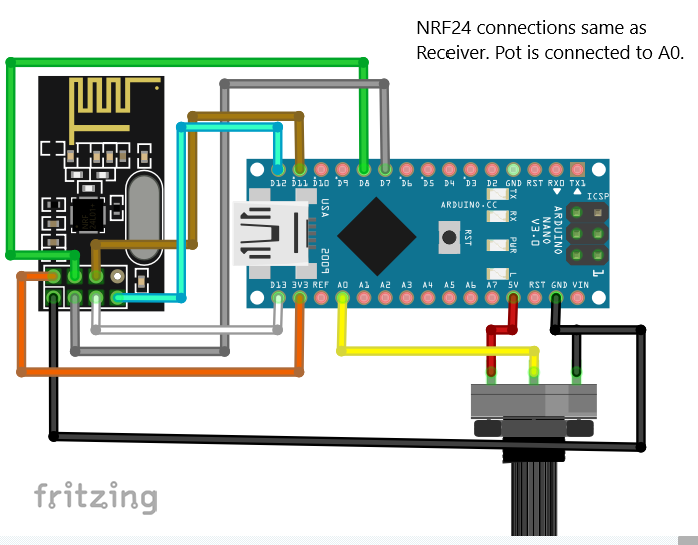 NRF24 connections same as
Receiver. Pot is connected to A0.
D12 D11 D10 D9 D8 D7 D6 D5 D4 D3 D2 GND RST RX0 TX1
ICSP
TX
RX
PWR
L
ARDUINO.CC
RST
ARDUINO
NANO
V3.0
USA
2009
1
D13 3V3 REF A0 A1 A2 A3 A4 A5 A6 A7 5V RST GND VIN
fritzing